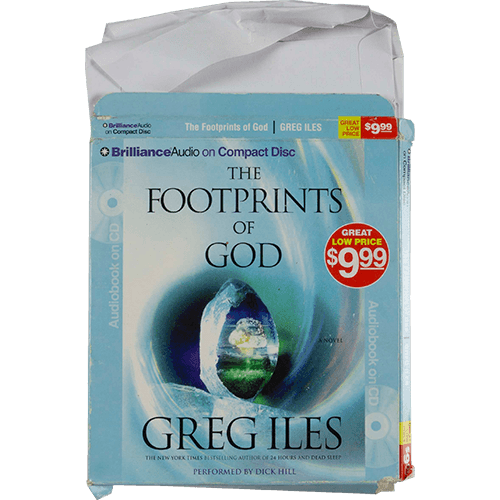 BrillianceAudio
on Compact Disc
The Footprints of God | GREG ILES
GREAT
LOW
PRICE
$9.99
BrillianceAudio on Compact Disc
THE
FOOTPRINTS
OF
GOD
GREAT
LOW PRICE
$9.99
Audiobook on CD
Audiobook on CD
A NOVEL
GREG ILES
THE NEW YORK TIMES BESTSELLING AUTHOR OF 24 HOURS AND DEAD SLEEP
PERFORMED BY DICK HILL